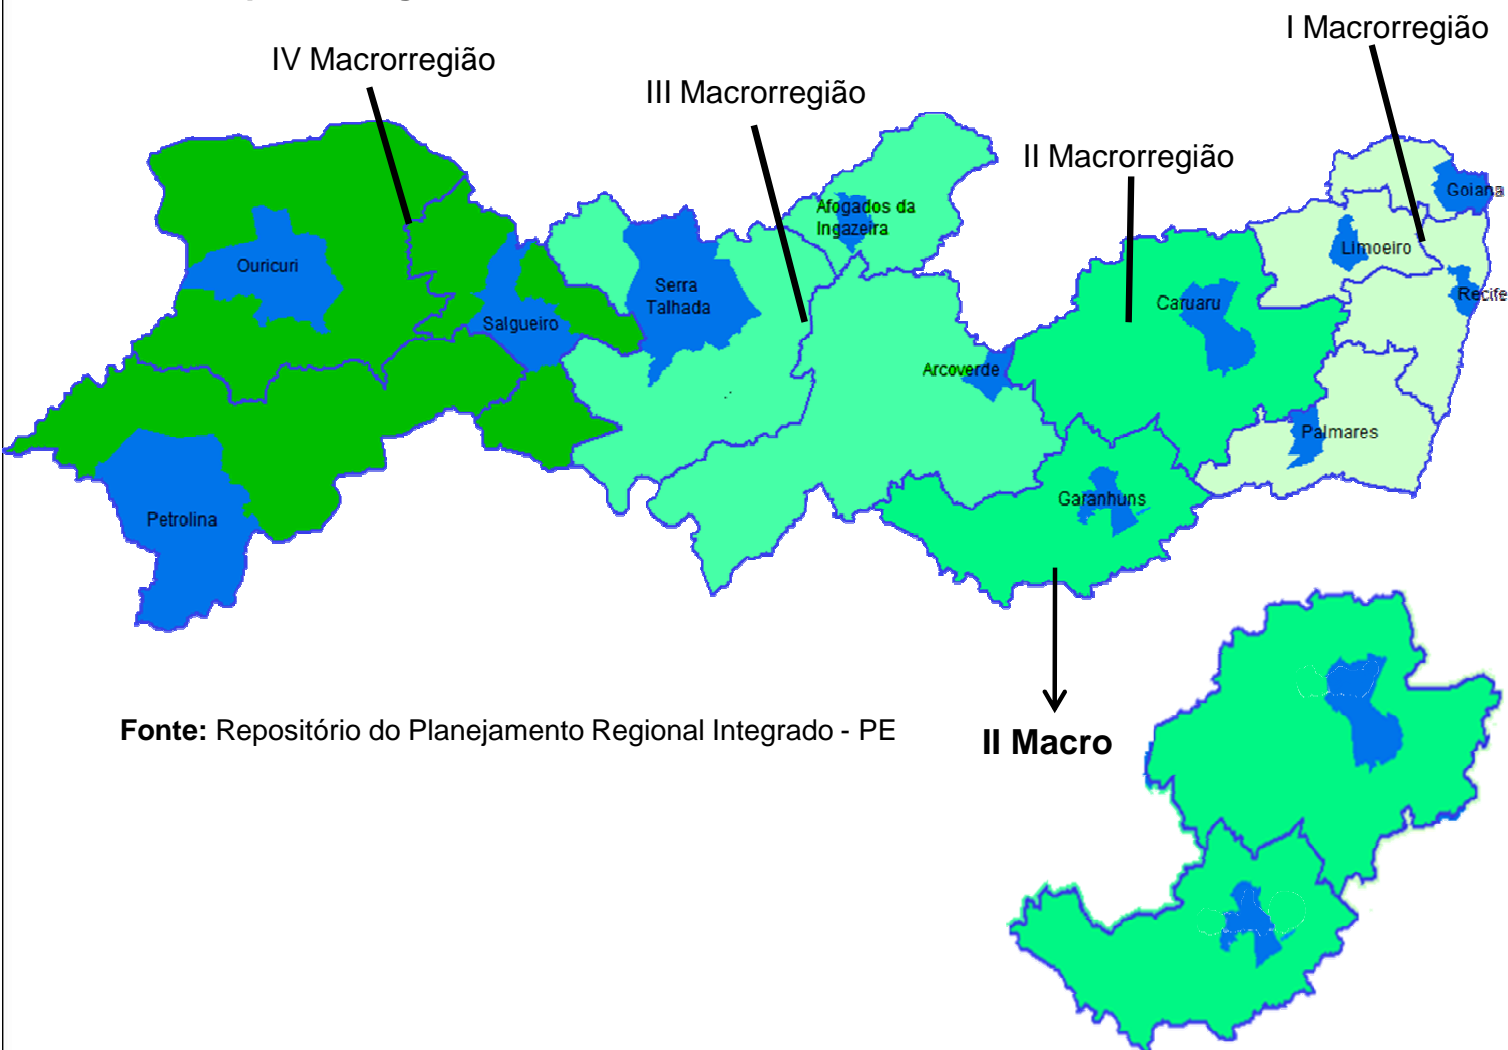 I Macrorregião
IV Macrorregião
III Macrorregião
II Macrorregião
Goiana
Afogados da
Ingazeira
Limoeiro
Ouricuri
Serra
Talhada
Recife
Caruaru
Salgueiro
Arcoverde
Palmares
Garanhuns
Petrolina
Fonte: Repositório do Planejamento Regional Integrado - PE
II Macro